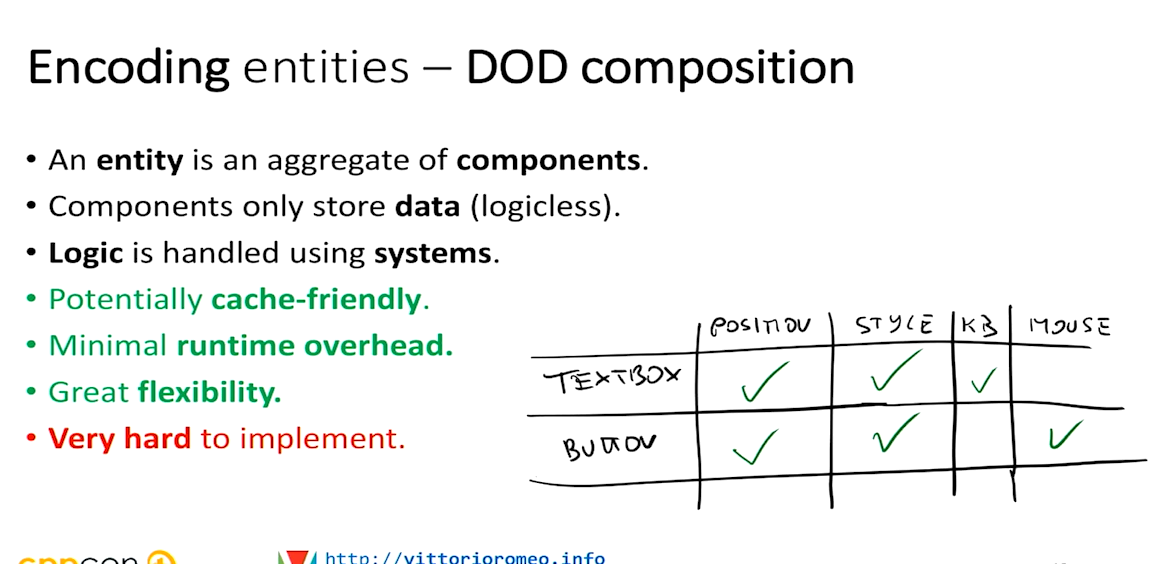 Encoding entities – DOD composition
• An entity is an aggregate of components.
• Components only store data (logicless).
• Logic is handled using systems.
• Potentially cache-friendly.
• Minimal runtime overhead.
• Great flexibility.
• Very hard to implement.
POSITION STYLE KB MOUSE
TEXTBOX ✓ ✓ ✓
BUTTON ✓ ✓ ✓
cppcon http://vittorioromeo.info